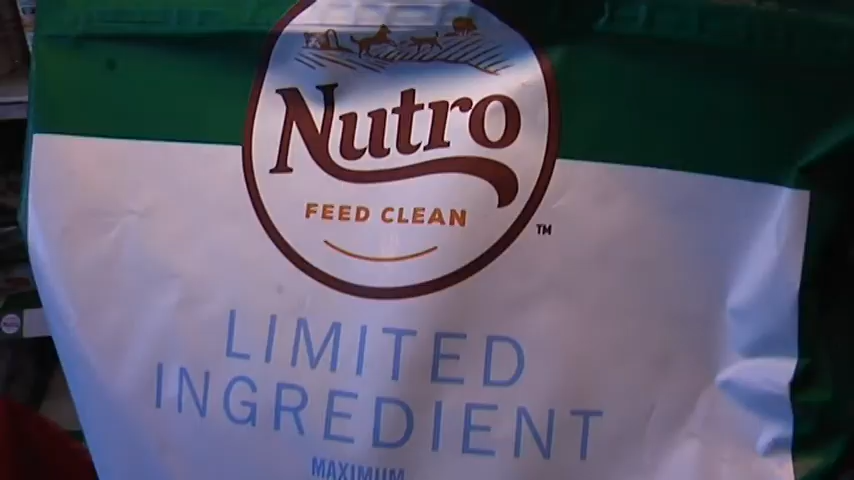 Nutro
FEED CLEAN
TM
LIMITED
INGREDIENT
MAXIMUM